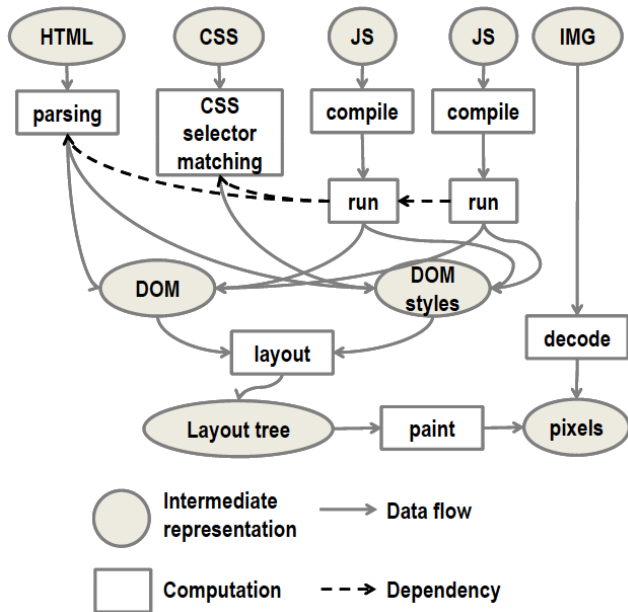 HTML
CSS
JS
JS
IMG
parsing
CSS
selector
matching
compile
compile
run
run
DOM
DOM
styles
decode
layout
Layout tree
paint
pixels
Intermediate
representation
Data flow
Computation
Dependency